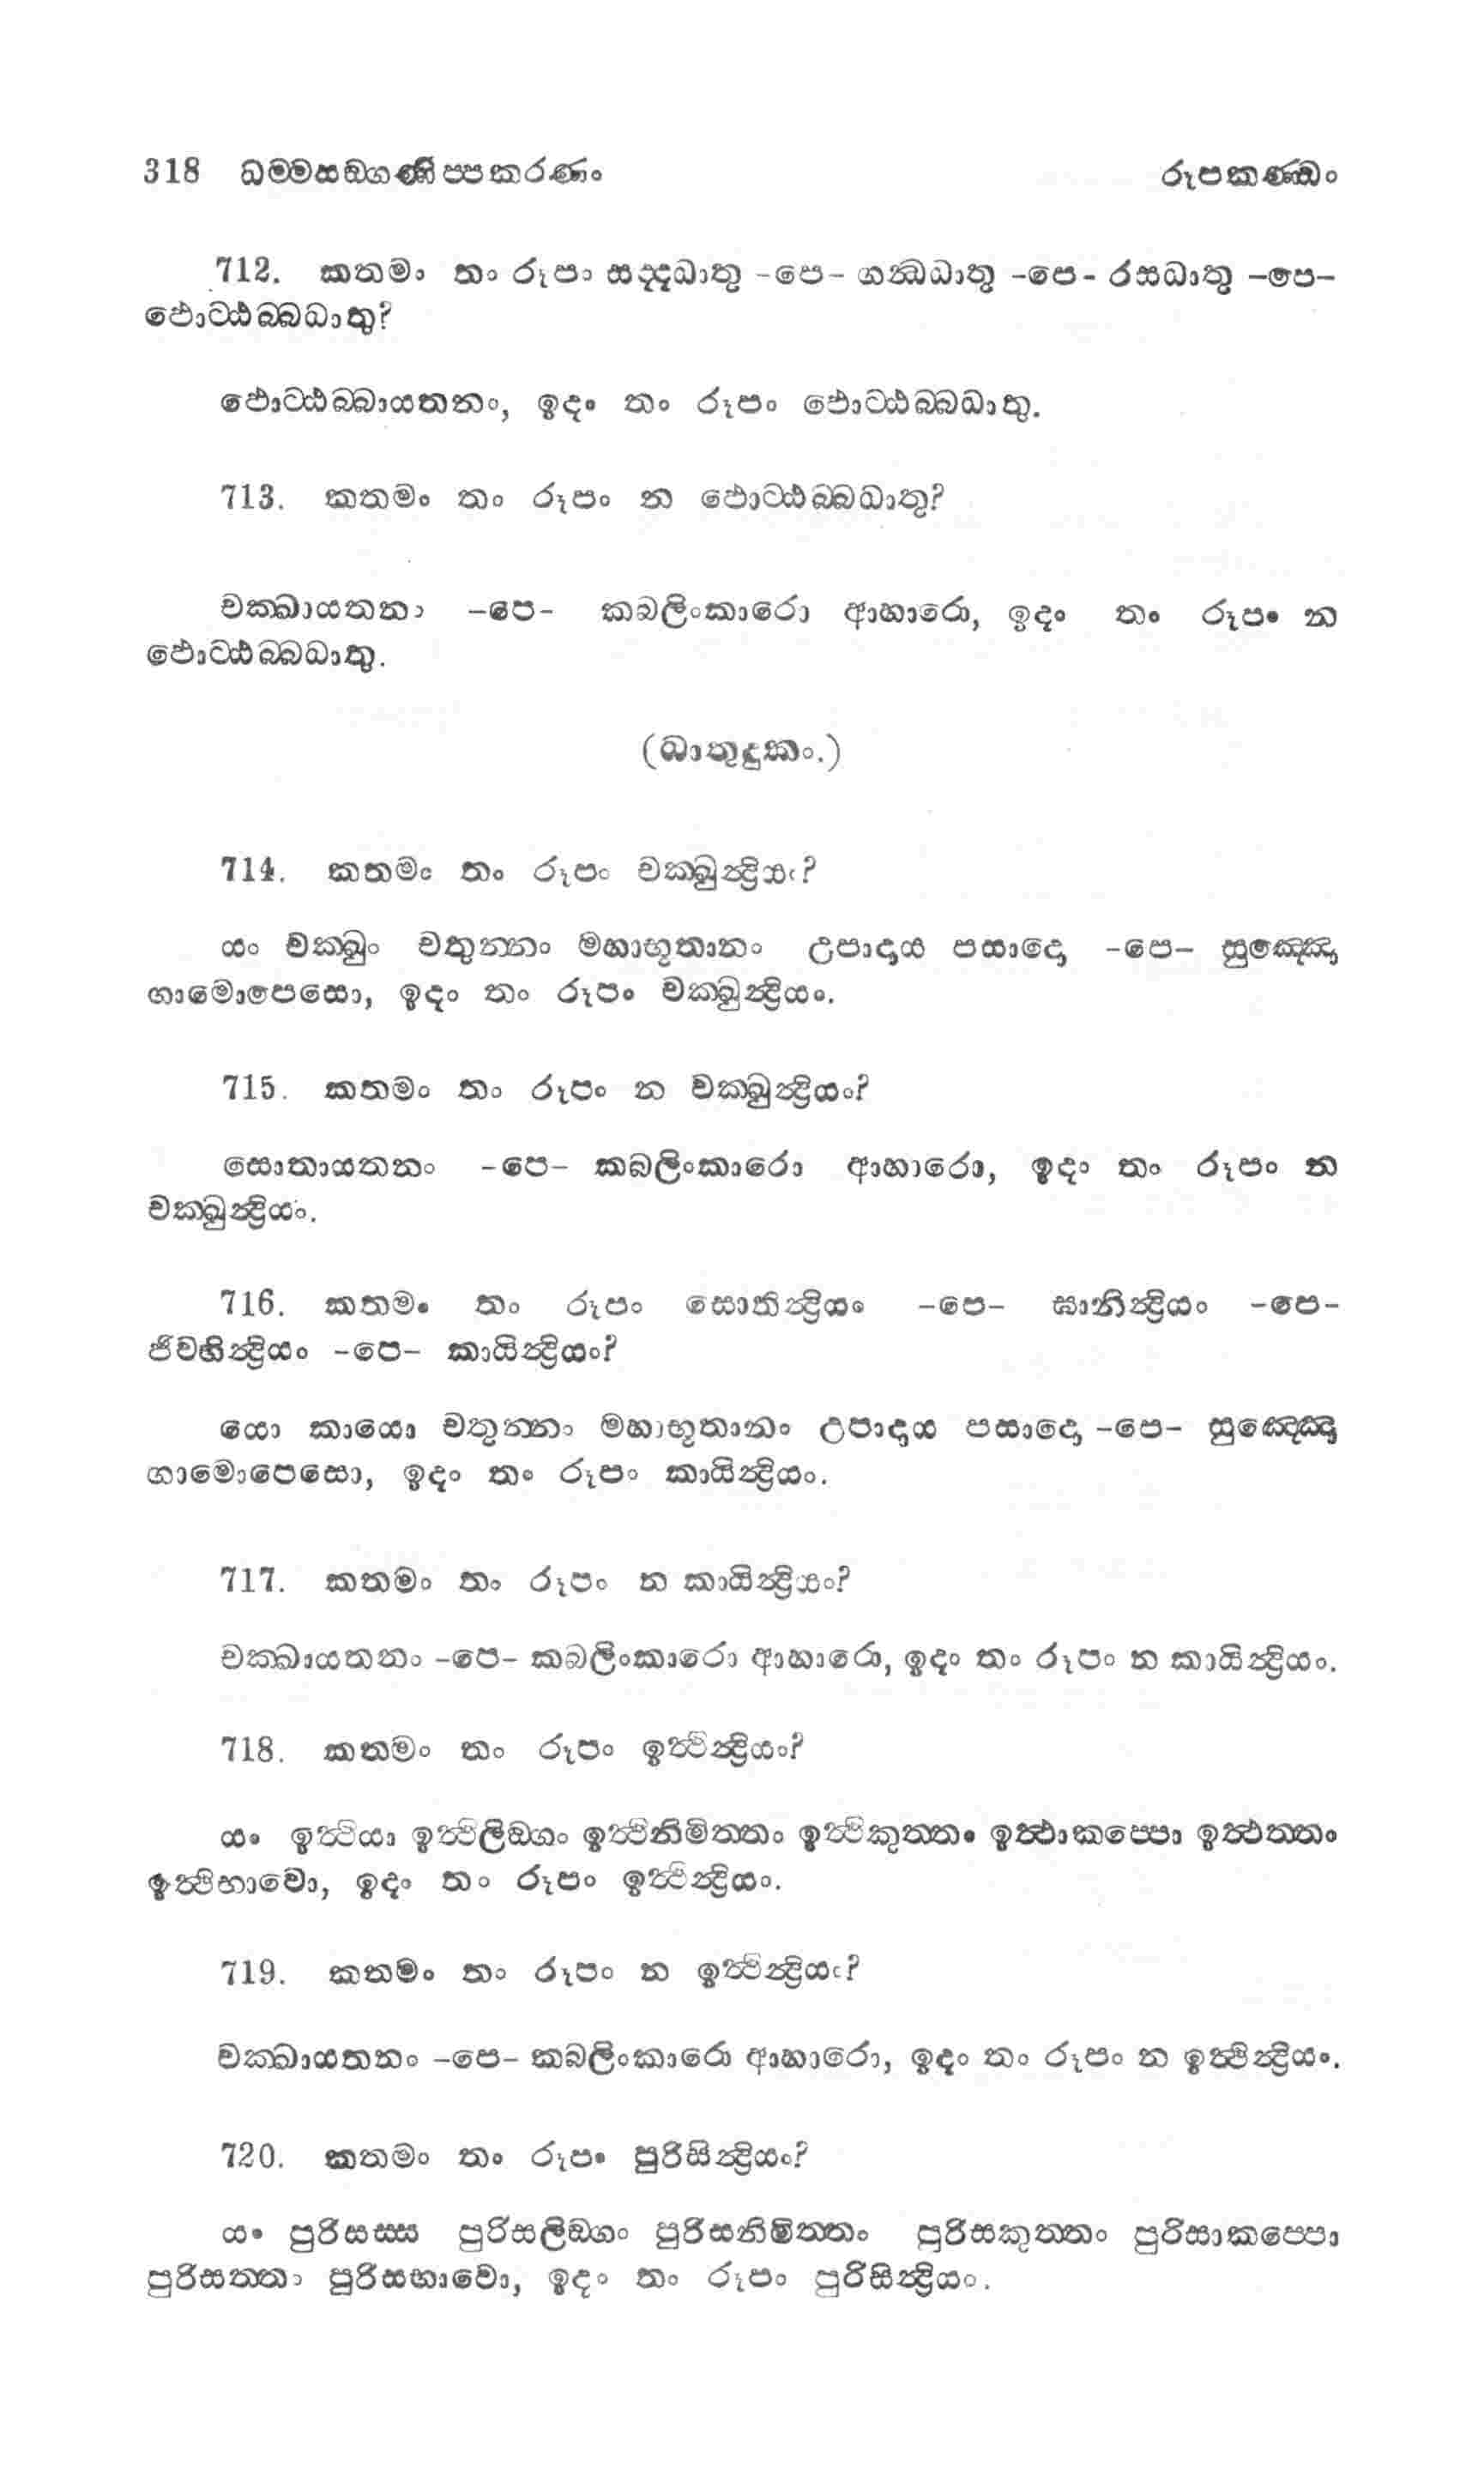 318 ධම්මසඞ්ගණිප්පකරණං රූපකණ්ඩං
712. කතමං තං රූපං සද්දධාතු -පෙ- ගන්ධධාතු -පෙ- රසධාතු -පෙ-
ඵොට්ඨබ්බධාතු?
ඵොට්ඨබ්බායතනං, ඉදං තං රූපං ඵොට්ඨබ්බධාතු.
713. කතමං තං රූපං න ඵොට්ඨබ්බධාතු?
චක්ඛායතනං -පෙ- කබලිංකාරො ආහාරො, ඉදං තං රූපං න
ඵොට්ඨබ්බධාතු.
(ධාතුදුකං.)
714. කතමං තං රූපං චක්ඛුන්ද්‍රියං?
යං චක්ඛුං චතුන්නං මහාභූතානං උපාදාය පසාදො -පෙ- සුඤ්ඤො
ගාමොපෙසො, ඉදං තං රූපං චක්ඛුන්ද්‍රියං.
715. කතමං තං රූපං න චක්ඛුන්ද්‍රියං?
සොතායතනං -පෙ- කබලිංකාරො ආහාරො, ඉදං තං රූපං න
චක්ඛුන්ද්‍රියං.
716. කතමං තං රූපං සොතින්ද්‍රියං -පෙ- ඝානින්ද්‍රියං -පෙ-
ජිව්හින්ද්‍රියං -පෙ- කායින්ද්‍රියං?
යො කායො චතුන්නං මහාභූතානං උපාදාය පසාදො -පෙ- සුඤ්ඤො
ගාමොපෙසො, ඉදං තං රූපං කායින්ද්‍රියං.
717. කතමං තං රූපං න කායින්ද්‍රියං?
චක්ඛායතනං -පෙ- කබලිංකාරො ආහාරො, ඉදං තං රූපං න කායින්ද්‍රියං.
718. කතමං තං රූපං ඉත්ථින්ද්‍රියං?
යං ඉත්ථියා ඉත්ථිලිඞ්ගං ඉත්ථිනිමිත්තං ඉත්ථිකුත්තං ඉත්ථාකප්පො ඉත්ථත්තං
ඉත්ථිභාවො, ඉදං තං රූපං ඉත්ථින්ද්‍රියං.
719. කතමං තං රූපං න ඉත්ථින්ද්‍රියං?
චක්ඛායතනං -පෙ- කබලිංකාරො ආහාරො, ඉදං තං රූපං න ඉත්ථින්ද්‍රියං.
720. කතමං තං රූපං පුරිසින්ද්‍රියං?
යං පුරිසස්ස පුරිසලිඞ්ගං පුරිසනිමිත්තං පුරිසකුත්තං පුරිසාකප්පො
පුරිසත්තං පුරිසභාවො, ඉදං තං රූපං පුරිසින්ද්‍රියං.